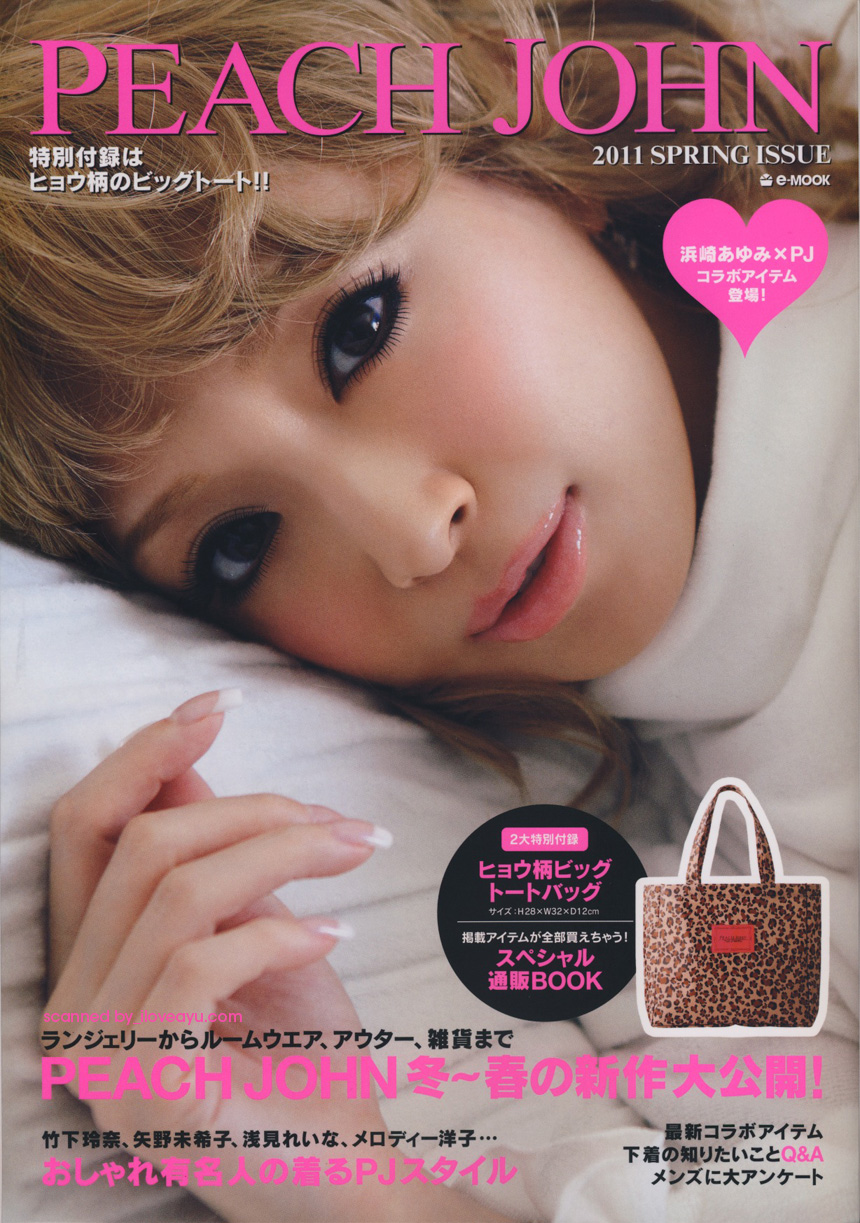 PEACH JOHN
特別付録は
ヒョウ柄のビッグトート!!
2011 SPRING ISSUE
e-MOOK
浜崎あゆみ×PJ
コラボアイテム
登場!
2大特別付録
ヒョウ柄ビッグ
トートバッグ
サイズ:H28×W32×D12cm
掲載アイテムが全部買えちゃう!
スペシャル
通販BOOK
scanned by iloveayu.com
ランジェリーからルームウエア、アウター、雑貨まで
PEACH JOHN 冬〜春の新作大公開!
竹下玲奈、矢野未希子、浅見れいな、メロディー洋子…
おしゃれ有名人の着るPJスタイル
最新コラボアイテム
下着の知りたいことQ&A
メンズに大アンケート